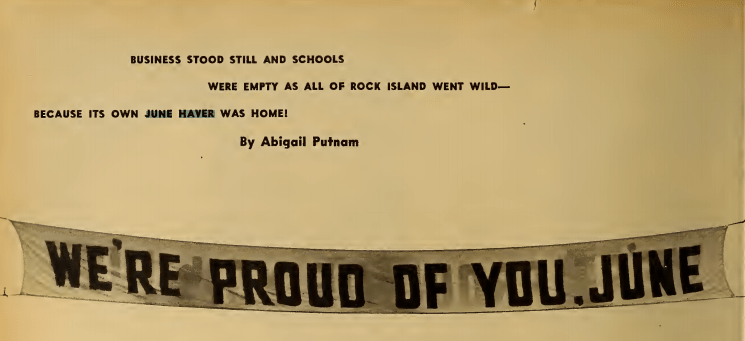 BUSINESS STOOD STILL AND SCHOOLS
WERE EMPTY AS ALL OF ROCK ISLAND WENT WILD—
BECAUSE ITS OWN JUNE HAVER WAS HOME!
By Abigail Putnam
WE'RE PROUD OF YOU, JUNE